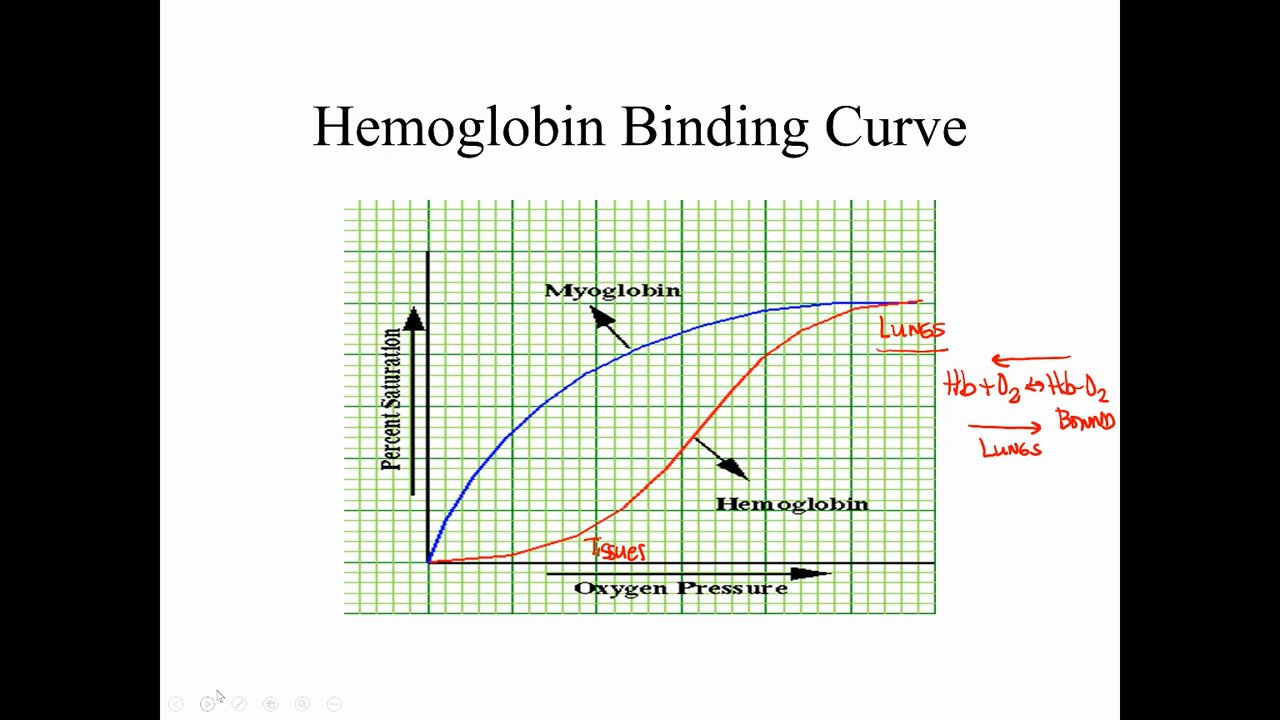 Hemoglobin Binding Curve
Myoglobin
Percent Saturation
LUNGS
Hb + O2 ↔ Hb-O2
BOUND
LUNGS
Hemoglobin
Tissues
Oxygen Pressure